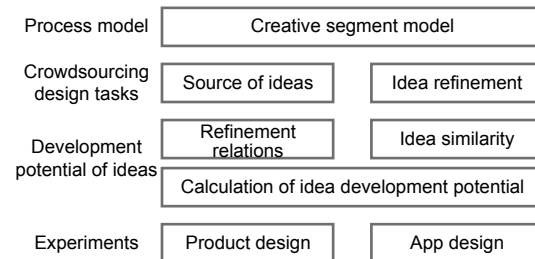 Process model
Creative segment model
Crowdsourcing
design tasks
Source of ideas
Idea refinement
Development
potential of ideas
Refinement
relations
Idea similarity
Calculation of idea development potential
Experiments
Product design
App design